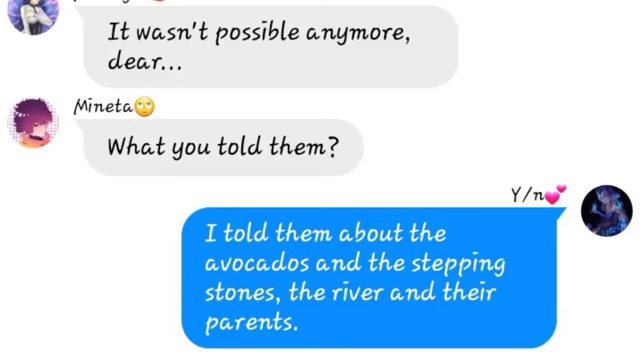 It wasn't possible anymore,
dear...
Mineta🙄
What you told them?
Y/n💕
I told them about the
avocados and the stepping
stones, the river and their
parents.